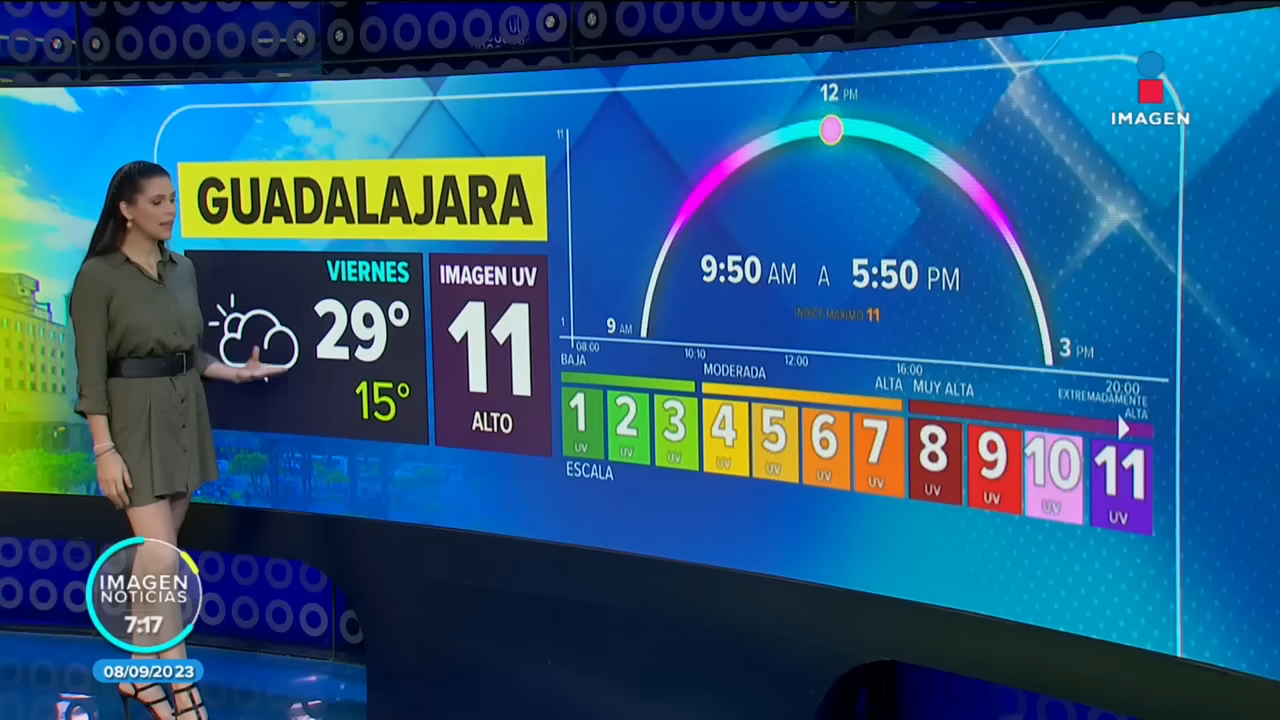 IMAGEN
GUADALAJARA
VIERNES
29°
15°
IMAGEN UV
11
ALTO
12 PM
11
9:50 AM A 5:50 PM
INDICE MAXIMO 11
1
9 AM
3 PM
08:00
10:10
12:00
16:00
20:00
BAJA
MODERADA
ALTA
MUY ALTA
EXTREMADAMENTE
ALTA
1 2 3 4 5 6 7 8 9 10 11
UV UV UV UV UV UV UV UV UV UV UV
ESCALA
IMAGEN
NOTICIAS
7:17
08/09/2023